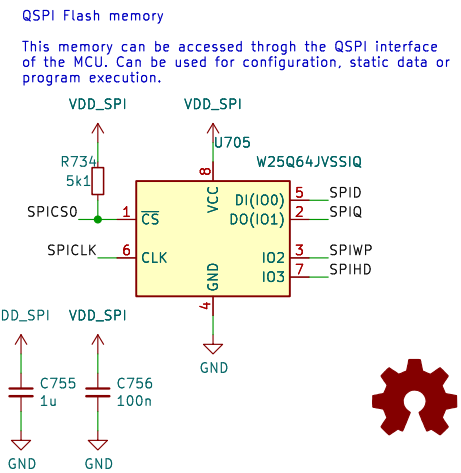 QSPI Flash memory
This memory can be accessed throgh the QSPI interface
of the MCU. Can be used for configuration, static data or
program execution.
VDD_SPI
VDD_SPI
U705
R734
5k1
8
W25Q64JVSSIQ
VCC
SPICS0
1
CS
DI(IO0)
5
SPID
DO(IO1)
2
SPIQ
SPICLK
6
CLK
IO2
3
SPIWP
IO3
7
SPIHD
GND
4
GND
DD_SPI
VDD_SPI
C755
1u
C756
100n
GND
GND